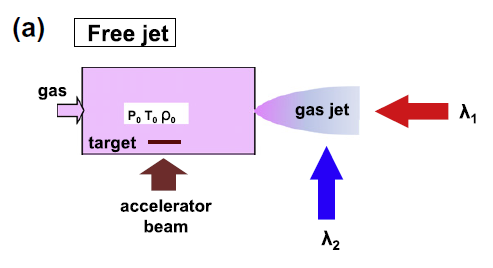 (a) Free jet
gas
P₀ T₀ ρ₀
gas jet
λ₁
target
accelerator
beam
λ₂